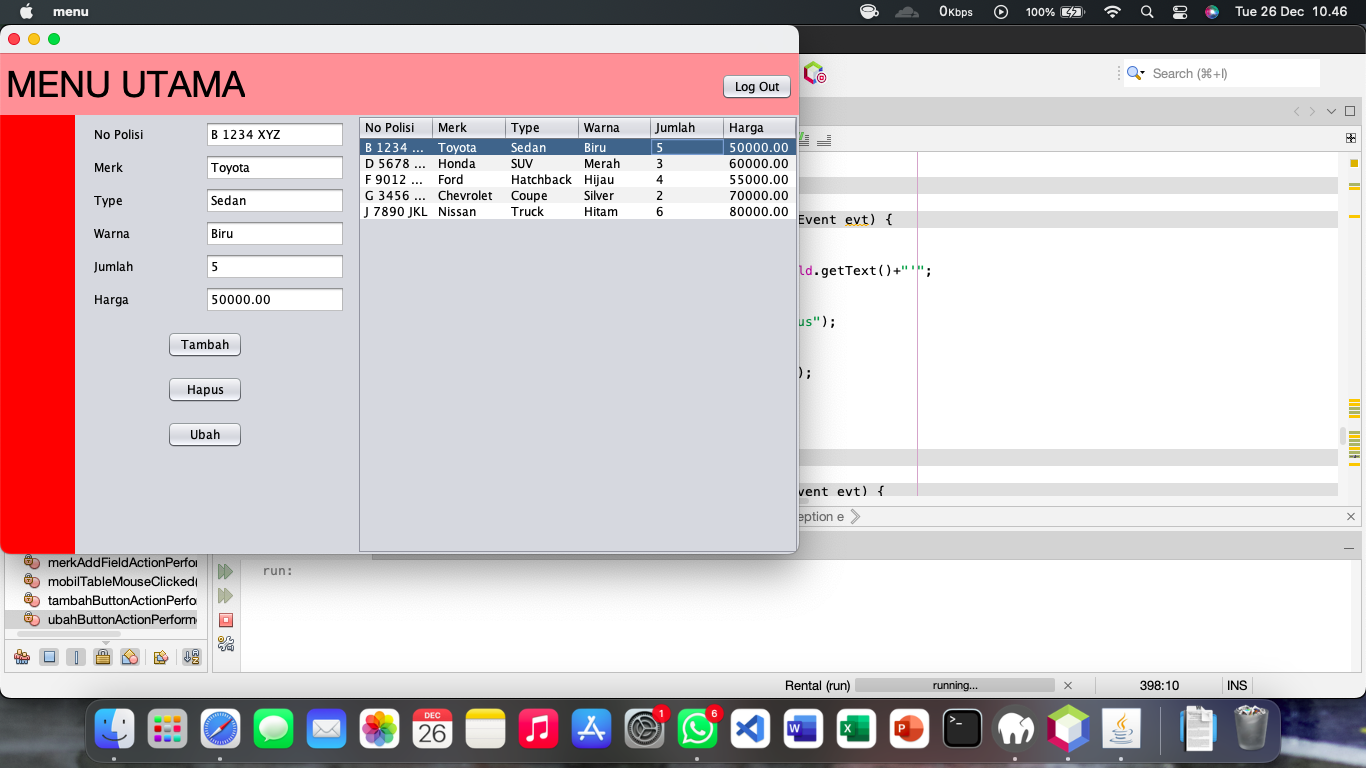 menu
0Kbps
100%
Tue 26 Dec 10.46
MENU UTAMA
Log Out
Search (⌘+I)
No Polisi B 1234 XYZ
Merk Toyota
Type Sedan
Warna Biru
Jumlah 5
Harga 50000.00
Tambah
Hapus
Ubah
No Polisi Merk Type Warna Jumlah Harga
B 1234 ... Toyota Sedan Biru 5 50000.00
D 5678 ... Honda SUV Merah 3 60000.00
F 9012 ... Ford Hatchback Hijau 4 55000.00
G 3456 ... Chevrolet Coupe Silver 2 70000.00
J 7890 JKL Nissan Truck Hitam 6 80000.00
Event evt) {
ld.getText()+"'";
us");
);
vent evt) {
eption e
merkAddFieldActionPerfor
mobilTableMouseClicked(
tambahButtonActionPerfo
ubahButtonActionPerform
run:
Rental (run) running... 398:10 INS
DEC
26
1
6